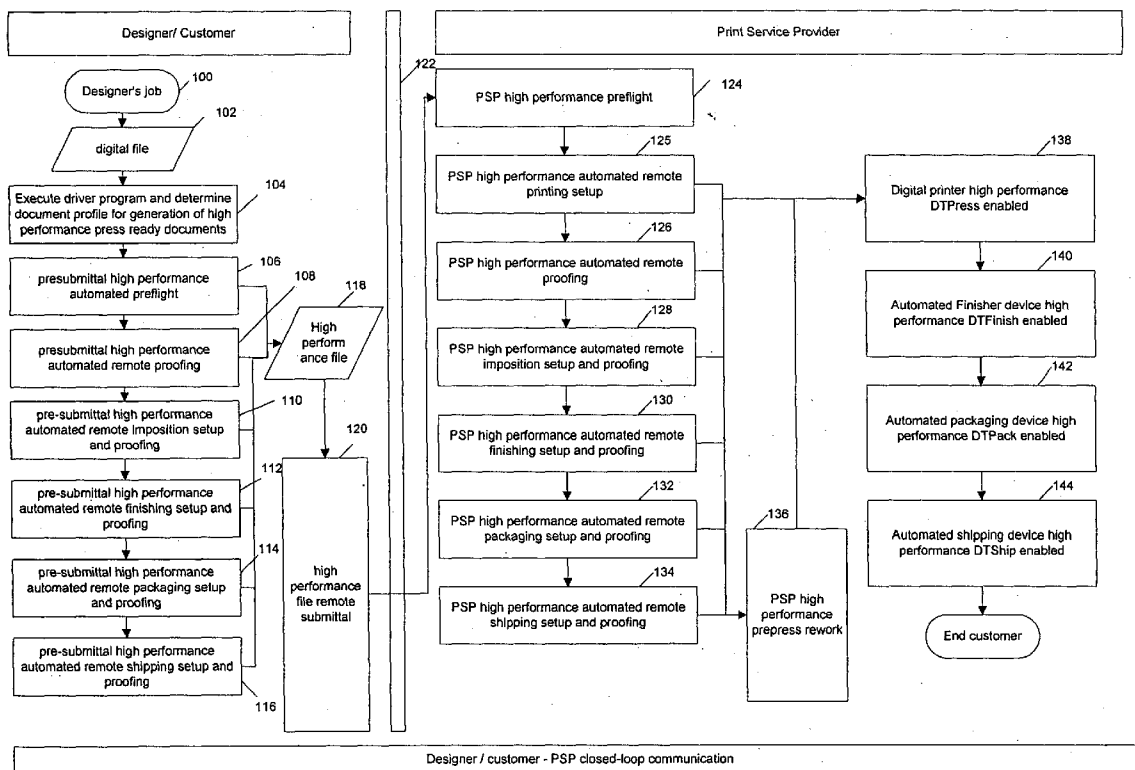 Designer/ Customer
Print Service Provider
100
Designer's job
102
digital file
104
Execute driver program and determine
document profile for generation of high
performance press ready documents
106
presubmittal high performance
automated preflight
108
presubmittal high performance
automated remote proofing
110
pre-submittal high performance
automated remote imposition setup
and proofing
112
pre-submittal high performance
automated remote finishing setup and
proofing
114
pre-submittal high performance
automated remote packaging setup
and proofing
pre-submittal high performance
automated remote shipping setup and
proofing
116
118
High
perform
ance file
120
high
performance
file remote
submittal
122
124
PSP high performance preflight
125
PSP high performance automated remote
printing setup
126
PSP high performance automated remote
proofing
128
PSP high performance automated remote
imposition setup and proofing
130
PSP high performance automated remote
finishing setup and proofing
132
PSP high performance automated remote
packaging setup and proofing
134
PSP high performance automated remote
shipping setup and proofing
136
PSP high
performance
prepress rework
138
Digital printer high performance
DTPress enabled
140
Automated Finisher device high
performance DTFinish enabled
142
Automated packaging device high
performance DTPack enabled
144
Automated shipping device high
performance DTShip enabled
End customer
Designer / customer - PSP closed-loop communication